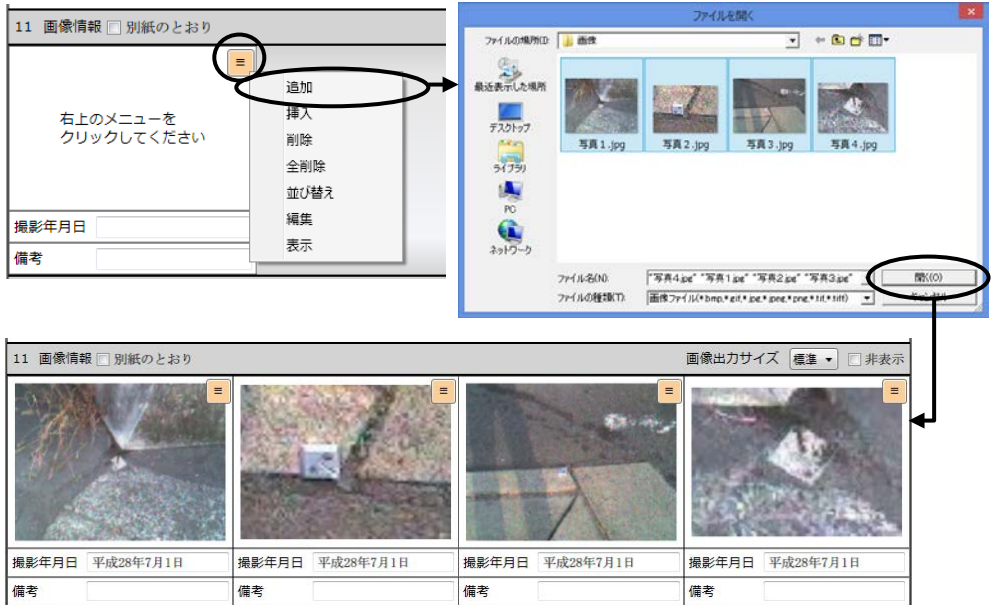 11 画像情報 別紙のとおり
≡
右上のメニューを
クリックしてください
追加
挿入
削除
全削除
並び替え
編集
表示
撮影年月日
備考
ファイルを開く
ファイルの場所(I):
画像
最近表示した場所
デスクトップ
ライブラリ
PC
ネットワーク
写真1.jpg 写真2.jpg 写真3.jpg 写真4.jpg
ファイル名(N):
"写真4.jpg" "写真1.jpg" "写真2.jpg" "写真3.jpg"
開く(O)
ファイルの種類(T):
画像ファイル(*.bmp,*.gif,*.jpg,*.jpeg,*.png,*.tif,*.tiff)
キャンセル
11 画像情報 別紙のとおり 画像出力サイズ 標準 非表示
≡ ≡ ≡ ≡
撮影年月日 平成28年7月1日 撮影年月日 平成28年7月1日 撮影年月日 平成28年7月1日 撮影年月日 平成28年7月1日
備考 備考 備考 備考